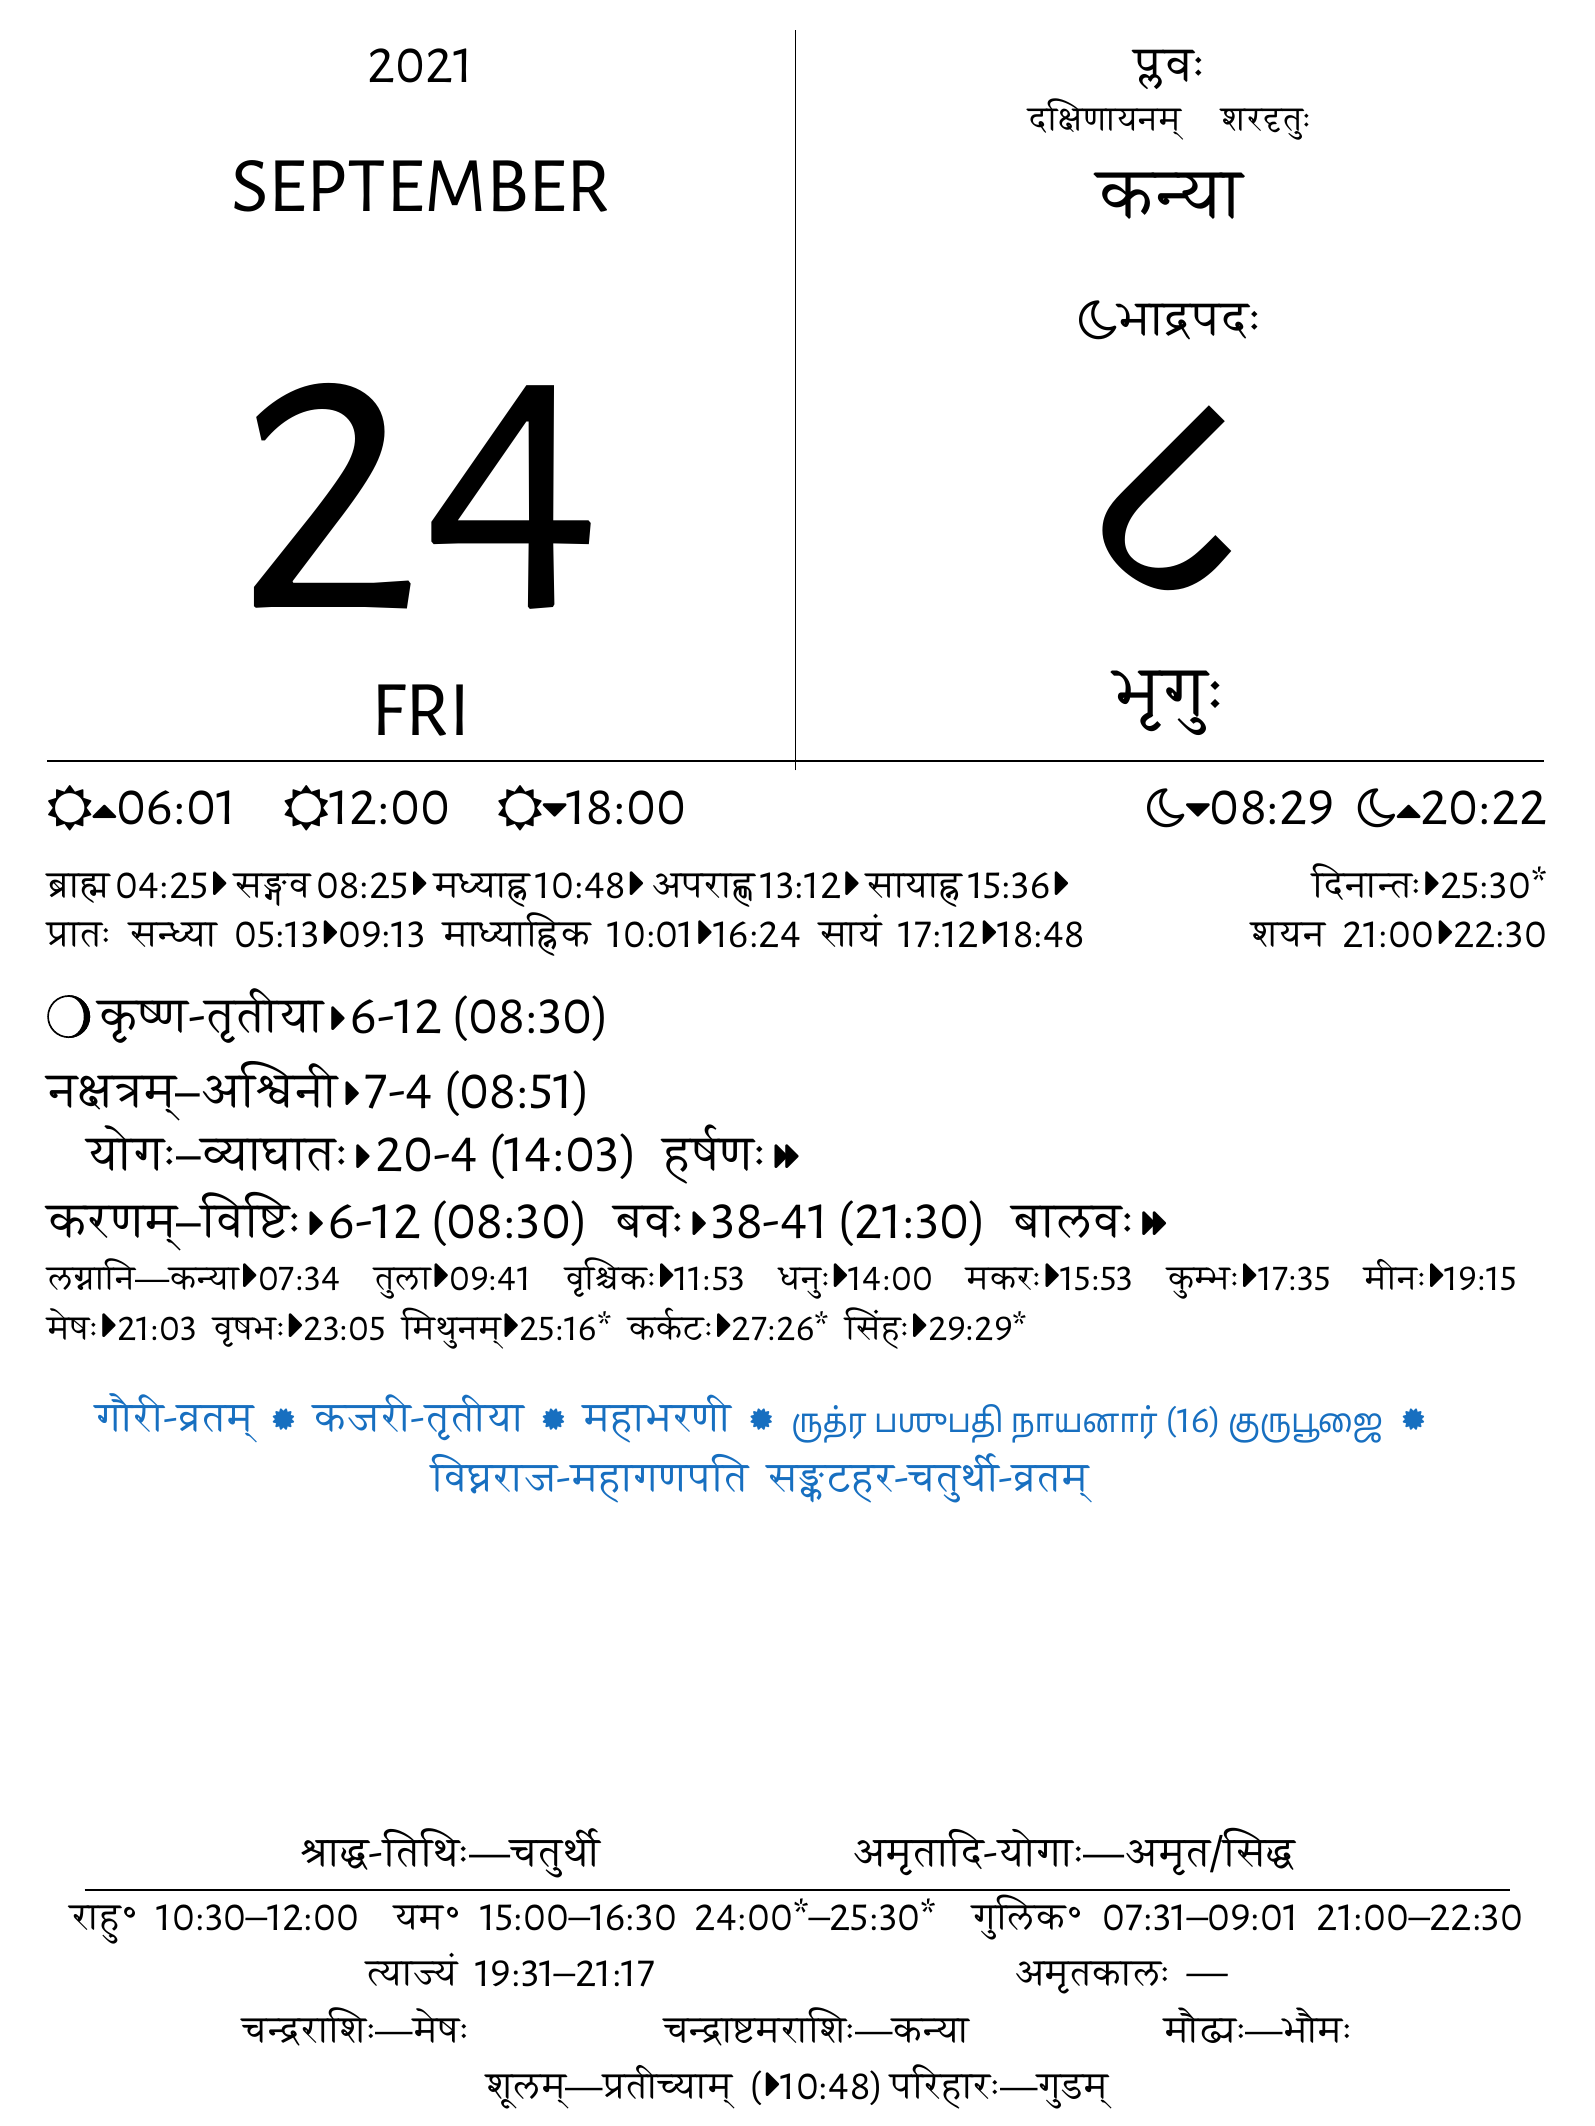 2021
SEPTEMBER
24
FRI
प्लवः
दक्षिणायनम् शरदृतुः
कन्या
भाद्रपदः
८
भृगुः
06:01 12:00 18:00 08:29 20:22
ब्राह्म 04:25 सङ्गव 08:25 मध्याह्न 10:48 अपराह्ण 13:12 सायाह्न 15:36 दिनान्तः 25:30*
प्रातः सन्ध्या 05:13 09:13 माध्याह्निक 10:01 16:24 सायं 17:12 18:48 शयन 21:00 22:30
कृष्ण-तृतीया 6-12 (08:30)
नक्षत्रम्–अश्विनी 7-4 (08:51)
योगः–व्याघातः 20-4 (14:03) हर्षणः
करणम्–विष्टिः 6-12 (08:30) बवः 38-41 (21:30) बालवः
लग्नानि—कन्या 07:34 तुला 09:41 वृश्चिकः 11:53 धनुः 14:00 मकरः 15:53 कुम्भः 17:35 मीनः 19:15
मेषः 21:03 वृषभः 23:05 मिथुनम् 25:16* कर्कटः 27:26* सिंहः 29:29*
गौरी-व्रतम् ✹ कजरी-तृतीया ✹ महाभरणी ✹ ருத்ர பஶுபதி நாயனார் (16) குருபூஜை ✹
विघ्नराज-महागणपति सङ्कटहर-चतुर्थी-व्रतम्
श्राद्ध-तिथिः—चतुर्थी अमृतादि-योगाः—अमृत/सिद्ध
राहु॰ 10:30–12:00 यम॰ 15:00–16:30 24:00*–25:30* गुलिक॰ 07:31–09:01 21:00–22:30
त्याज्यं 19:31–21:17 अमृतकालः —
चन्द्रराशिः—मेषः चन्द्राष्टमराशिः—कन्या मौढ्यः—भौमः
शूलम्—प्रतीच्याम् (10:48) परिहारः—गुडम्